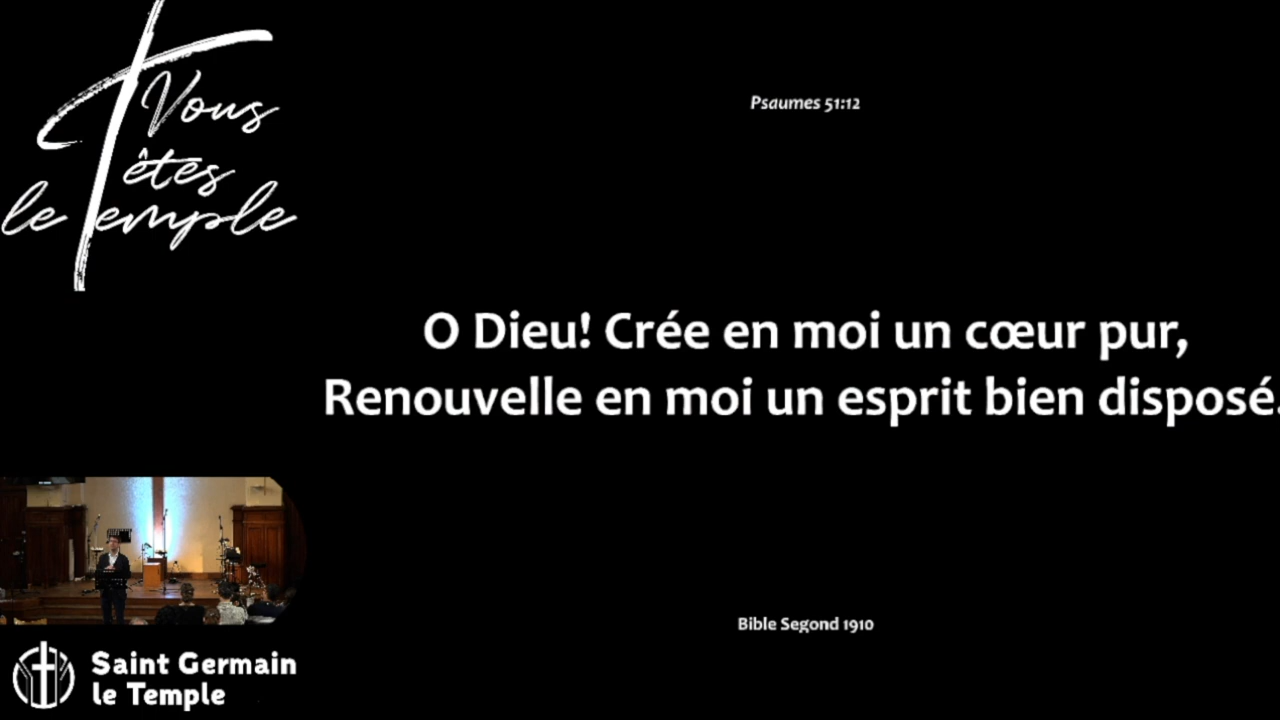 Vous
êtes
le Temple
Psaumes 51:12
O Dieu! Crée en moi un cœur pur,
Renouvelle en moi un esprit bien disposé.
Bible Segond 1910
Saint Germain
le Temple